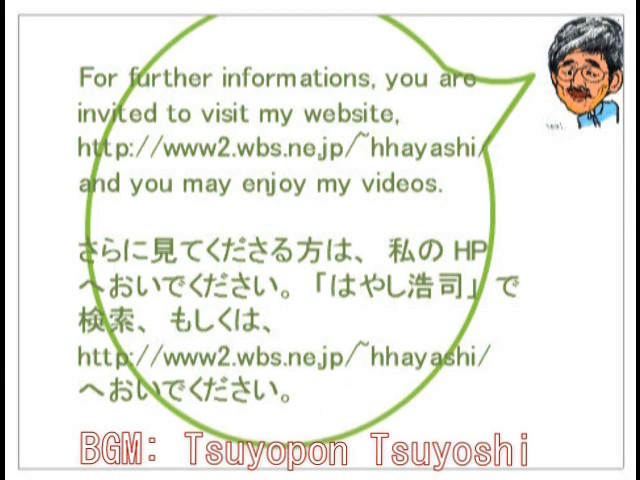 For further informations, you are
invited to visit my website,
http://www2.wbs.ne.jp/~hhayashi/
and you may enjoy my videos.
さらに見てくださる方は、 私の HP
へおいでください。「はやし浩司」で
検索、 もしくは、
http://www2.wbs.ne.jp/~hhayashi/
へおいでください。
BGM: Tsuyopon Tsuyoshi